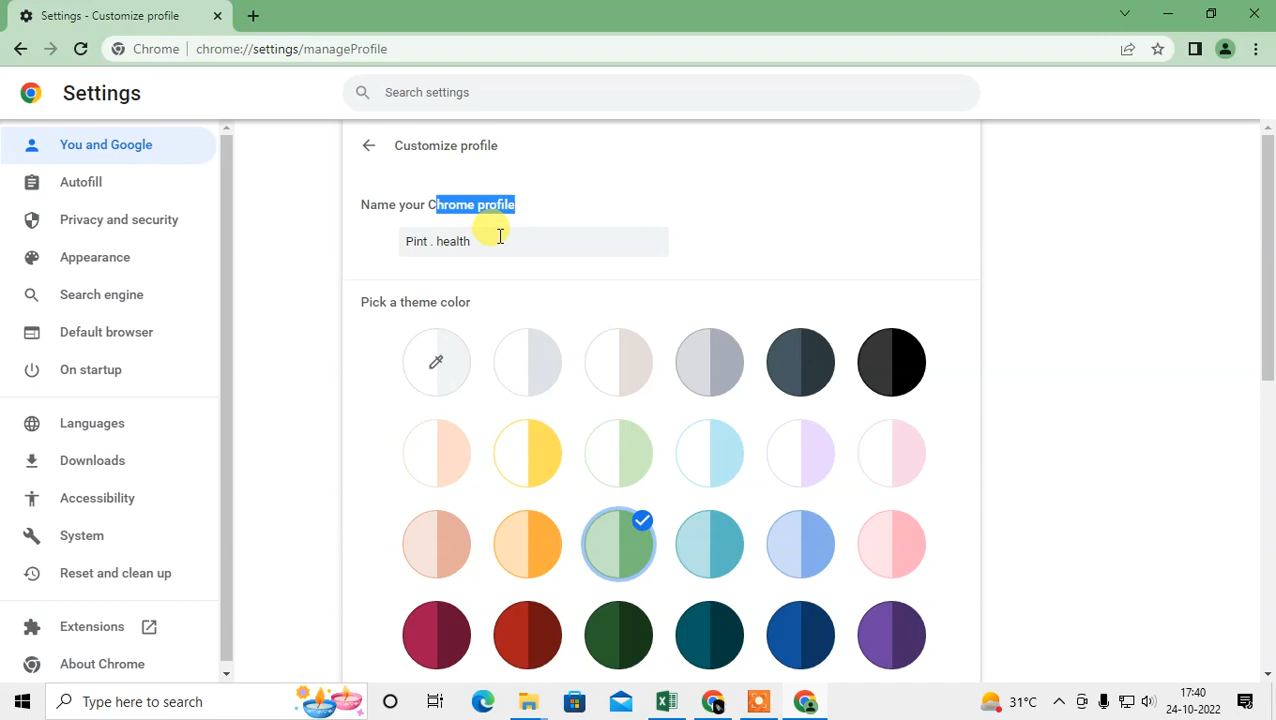 Settings - Customize profile
Chrome
chrome://settings/manageProfile
Settings
Search settings
You and Google
Autofill
Privacy and security
Appearance
Search engine
Default browser
On startup
Languages
Downloads
Accessibility
System
Reset and clean up
Extensions
About Chrome
Customize profile
Name your Chrome profile
Pint . health
Pick a theme color
Type here to search
31°C
17:40
24-10-2022